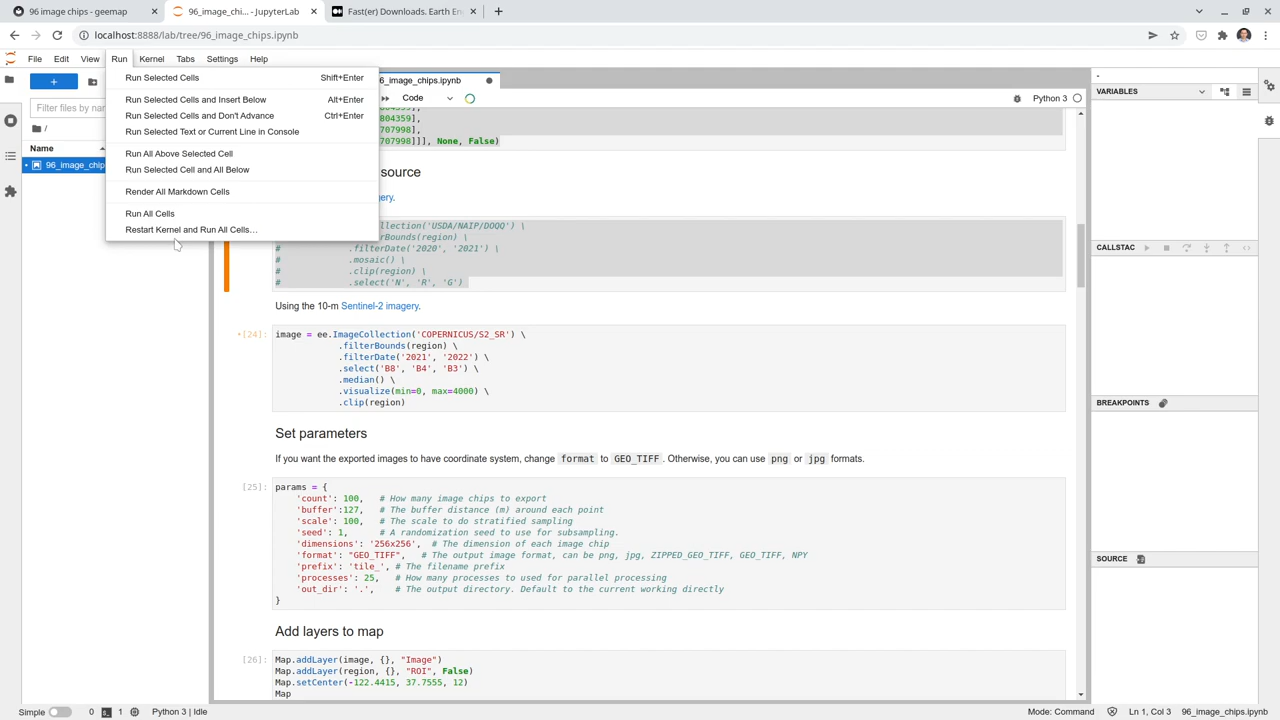 96 image chips - geemap
96_image_chi... - JupyterLab
Fast(er) Downloads. Earth En
localhost:8888/lab/tree/96_image_chips.ipynb
File Edit View Run Kernel Tabs Settings Help
Run Selected Cells Shift+Enter
Run Selected Cells and Insert Below Alt+Enter
Run Selected Cells and Don't Advance Ctrl+Enter
Run Selected Text or Current Line in Console
Run All Above Selected Cell
Run Selected Cell and All Below
Render All Markdown Cells
Run All Cells
Restart Kernel and Run All Cells…
Filter files by nam
/
Name
96_image_chip
96_image_chips.ipynb
Code
Python 3
804359],
804359],
707998],
707998]]], None, False)
source
ery.
ollection('USDA/NAIP/DOQQ') \
rBounds(region) \
# .filterDate('2020', '2021') \
# .mosaic() \
# .clip(region) \
# .select('N', 'R', 'G')
Using the 10-m Sentinel-2 imagery.
[24]: image = ee.ImageCollection('COPERNICUS/S2_SR') \
.filterBounds(region) \
.filterDate('2021', '2022') \
.select('B8', 'B4', 'B3') \
.median() \
.visualize(min=0, max=4000) \
.clip(region)
Set parameters
If you want the exported images to have coordinate system, change format to GEO_TIFF. Otherwise, you can use png or jpg formats.
[25]: params = {
'count': 100, # How many image chips to export
'buffer':127, # The buffer distance (m) around each point
'scale': 100, # The scale to do stratified sampling
'seed': 1, # A randomization seed to use for subsampling.
'dimensions': '256x256', # The dimension of each image chip
'format': "GEO_TIFF", # The output image format, can be png, jpg, ZIPPED_GEO_TIFF, GEO_TIFF, NPY
'prefix': 'tile_', # The filename prefix
'processes': 25, # How many processes to used for parallel processing
'out_dir': '.', # The output directory. Default to the current working directly
}
Add layers to map
[26]: Map.addLayer(image, {}, "Image")
Map.addLayer(region, {}, "ROI", False)
Map.setCenter(-122.4415, 37.7555, 12)
Map
-
VARIABLES
CALLSTAC
BREAKPOINTS
SOURCE
Simple 0 1 Python 3 | Idle
Mode: Command Ln 1, Col 3 96_image_chips.ipynb